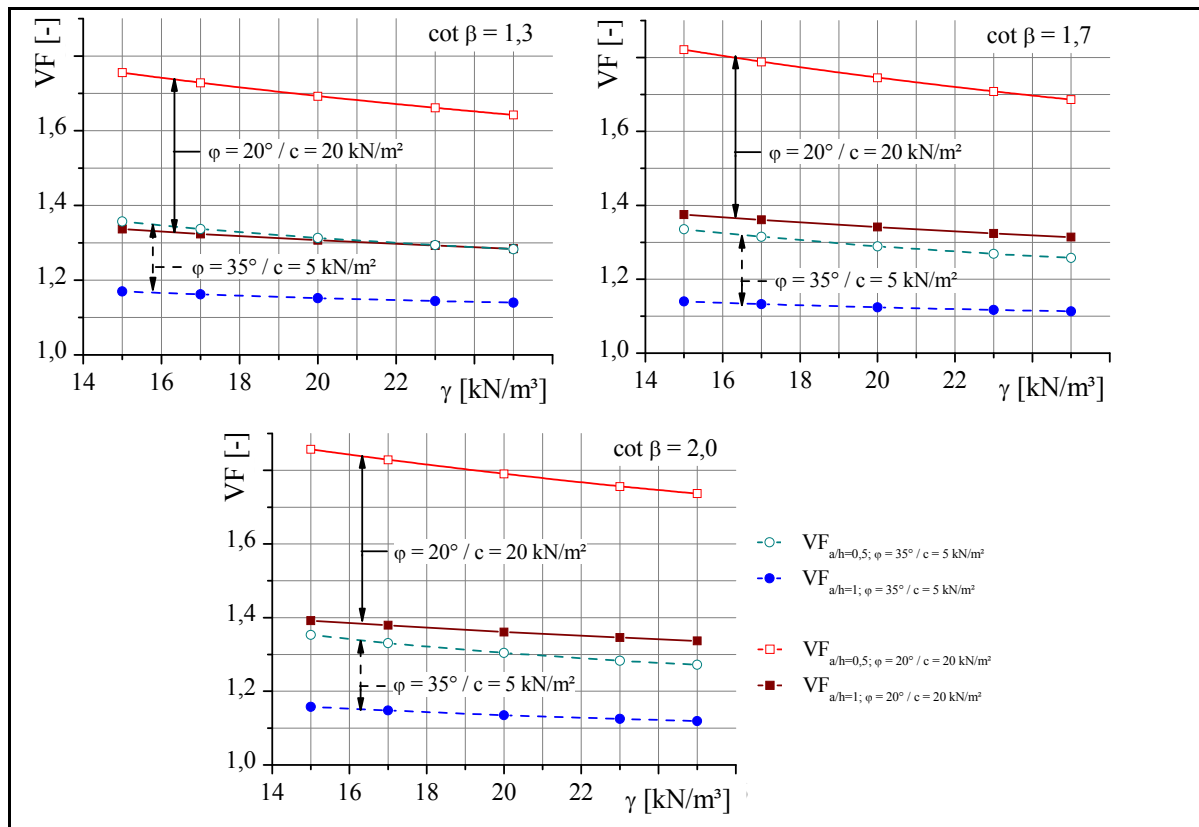 VF [-]
cot β = 1,3
1,6
φ = 20° / c = 20 kN/m²
1,4
φ = 35° / c = 5 kN/m²
1,2
1,0
14 16 18 20 22
γ [kN/m³]
VF [-]
cot β = 1,7
1,6
φ = 20° / c = 20 kN/m²
1,4
φ = 35° / c = 5 kN/m²
1,2
1,0
14 16 18 20 22
γ [kN/m³]
VF [-]
cot β = 2,0
1,6
φ = 20° / c = 20 kN/m²
1,4
φ = 35° / c = 5 kN/m²
1,2
1,0
14 16 18 20 22
γ [kN/m³]
VF a/h=0,5; φ = 35° / c = 5 kN/m²
VF a/h=1; φ = 35° / c = 5 kN/m²
VF a/h=0,5; φ = 20° / c = 20 kN/m²
VF a/h=1; φ = 20° / c = 20 kN/m²